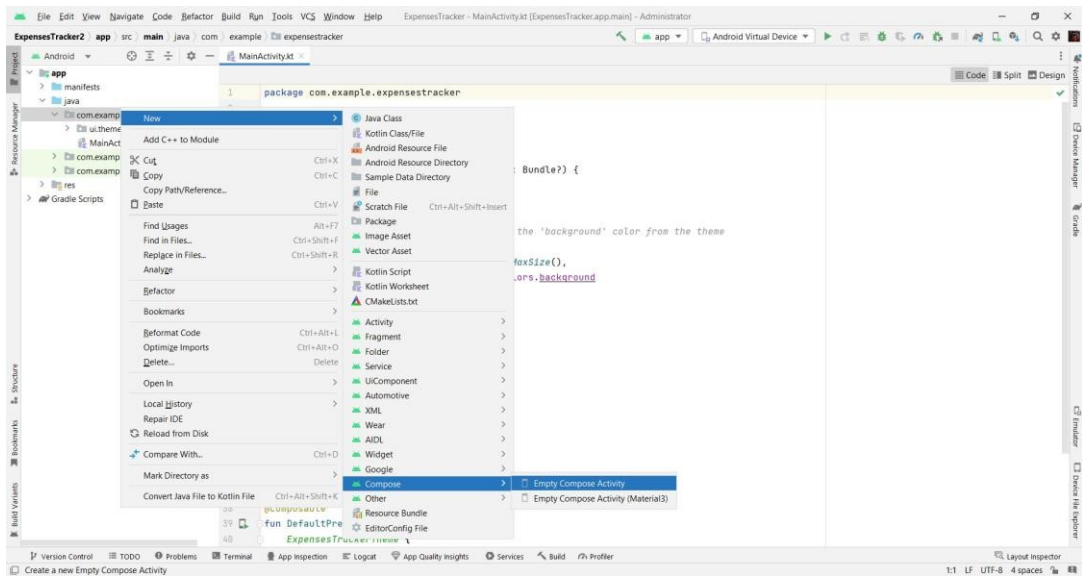 File Edit View Navigate Code Refactor Build Run Tools VCS Window Help ExpensesTracker - MainActivity.kt [ExpensesTracker.app.main] - Administrator
ExpensesTracker2 app src main java com example expensestracker
app Android Virtual Device
Android
MainActivity.kt
Code Split Design
app
manifests
java
com.examp
ui.theme
MainAct
com.examp
com.examp
res
Gradle Scripts
1 package com.example.expensestracker
Bundle?) {
the 'background' color from the theme
MaxSize(),
ors.background
38 @Composable
39 fun DefaultPre
40 ExpensesTrackerTheme {
New
Add C++ to Module
Cut Ctrl+X
Copy Ctrl+C
Copy Path/Reference...
Paste Ctrl+V
Find Usages Alt+F7
Find in Files... Ctrl+Shift+F
Replace in Files... Ctrl+Shift+R
Analyze
Refactor
Bookmarks
Reformat Code Ctrl+Alt+L
Optimize Imports Ctrl+Alt+O
Delete... Delete
Open In
Local History
Repair IDE
Reload from Disk
Compare With... Ctrl+D
Mark Directory as
Convert Java File to Kotlin File Ctrl+Alt+Shift+K
Java Class
Kotlin Class/File
Android Resource File
Android Resource Directory
Sample Data Directory
File
Scratch File Ctrl+Alt+Shift+Insert
Package
Image Asset
Vector Asset
Kotlin Script
Kotlin Worksheet
CMakeLists.txt
Activity
Fragment
Folder
Service
UiComponent
Automotive
XML
Wear
AIDL
Widget
Google
Compose
Other
Resource Bundle
EditorConfig File
Empty Compose Activity
Empty Compose Activity (Material3)
Project
Resource Manager
Structure
Bookmarks
Build Variants
Notifications
Device Manager
Gradle
Emulator
Device File Explorer
Version Control TODO Problems Terminal App Inspection Logcat App Quality Insights Services Build Profiler Layout Inspector
Create a new Empty Compose Activity 1:1 LF UTF-8 4 spaces